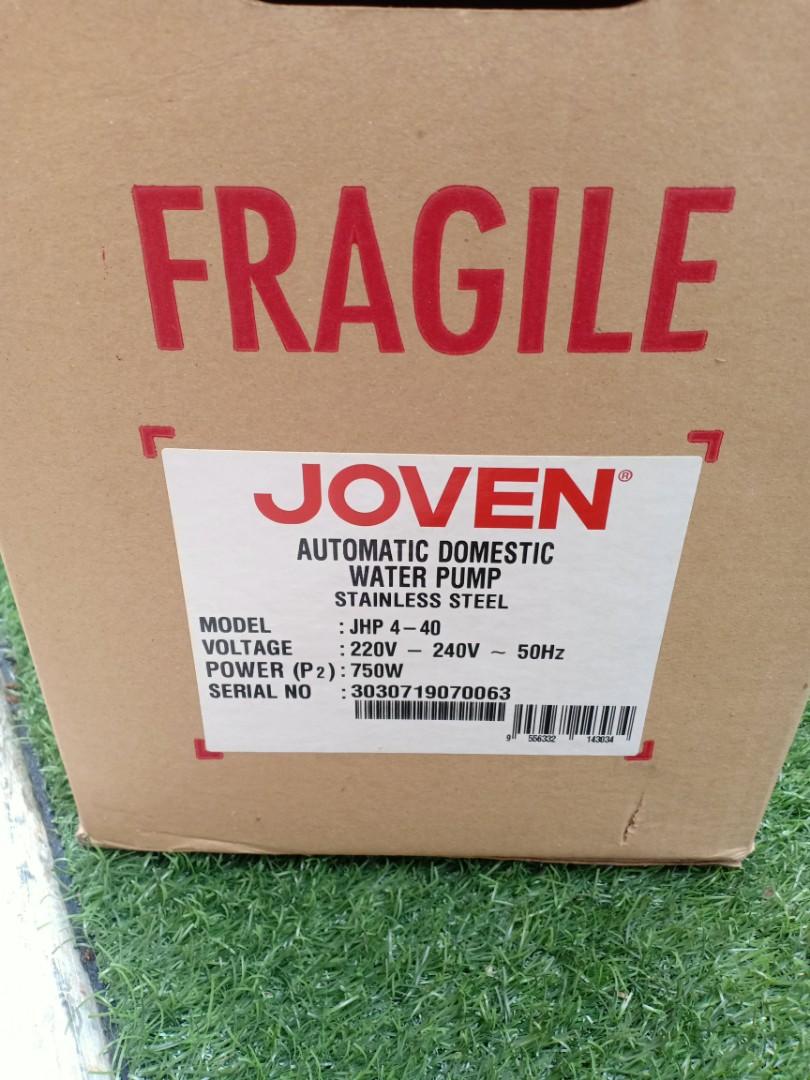 FRAGILE
JOVEN®
AUTOMATIC DOMESTIC
WATER PUMP
STAINLESS STEEL
MODEL : JHP 4-40
VOLTAGE : 220V - 240V ~ 50Hz
POWER (P2) : 750W
SERIAL NO : 3030719070063
9 556332 143034